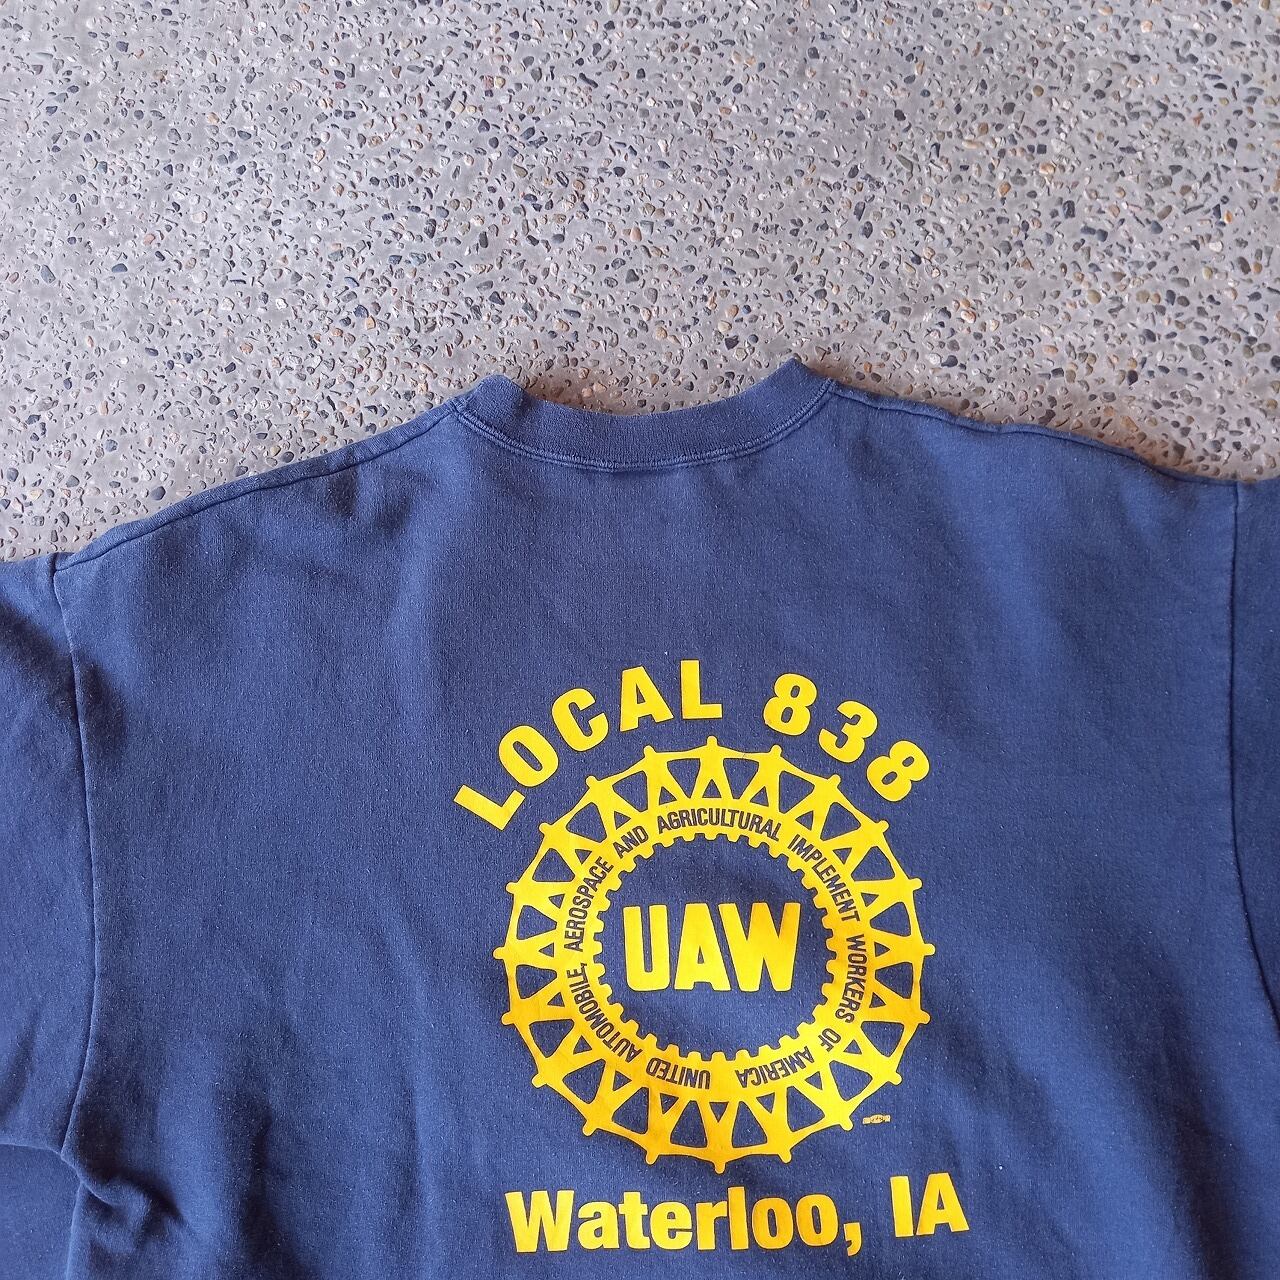 LOCAL 838
UNITED AUTOMOBILE, AEROSPACE AND AGRICULTURAL IMPLEMENT WORKERS OF AMERICA
UAW
Waterloo, IA